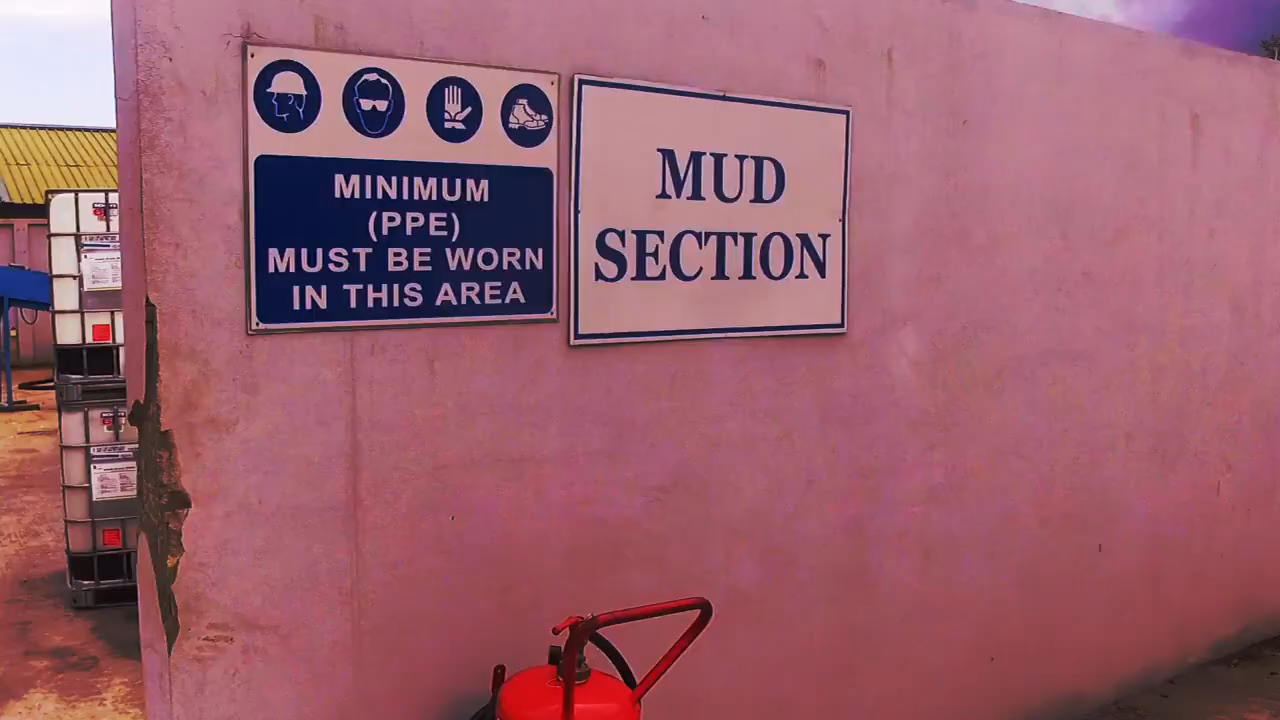 MINIMUM
(PPE)
MUST BE WORN
IN THIS AREA
MUD
SECTION